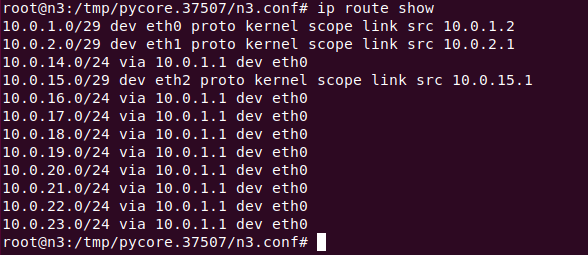 root@n3:/tmp/pycore.37507/n3.conf# ip route show
10.0.1.0/29 dev eth0 proto kernel scope link src 10.0.1.2
10.0.2.0/29 dev eth1 proto kernel scope link src 10.0.2.1
10.0.14.0/24 via 10.0.1.1 dev eth0
10.0.15.0/29 dev eth2 proto kernel scope link src 10.0.15.1
10.0.16.0/24 via 10.0.1.1 dev eth0
10.0.17.0/24 via 10.0.1.1 dev eth0
10.0.18.0/24 via 10.0.1.1 dev eth0
10.0.19.0/24 via 10.0.1.1 dev eth0
10.0.20.0/24 via 10.0.1.1 dev eth0
10.0.21.0/24 via 10.0.1.1 dev eth0
10.0.22.0/24 via 10.0.1.1 dev eth0
10.0.23.0/24 via 10.0.1.1 dev eth0
root@n3:/tmp/pycore.37507/n3.conf#